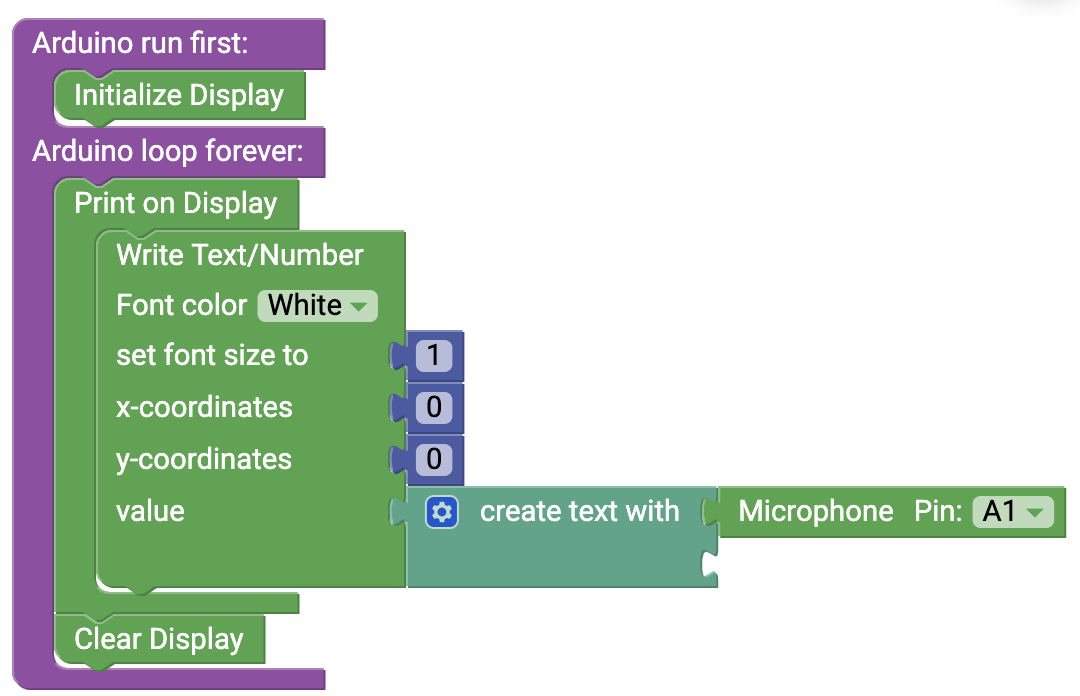 Arduino run first:
Initialize Display
Arduino loop forever:
Print on Display
Write Text/Number
Font color White
set font size to 1
x-coordinates 0
y-coordinates 0
value create text with Microphone Pin: A1
Clear Display